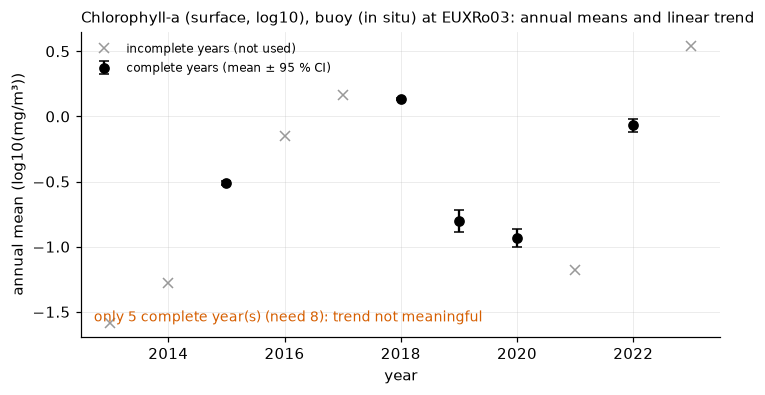 Chlorophyll-a (surface, log10), buoy (in situ) at EUXRo03: annual means and linear trend
incomplete years (not used)
complete years (mean ± 95 % CI)
annual mean (log10(mg/m³))
0.5
0.0
−0.5
−1.0
−1.5
only 5 complete year(s) (need 8): trend not meaningful
2014
2016
2018
2020
2022
year